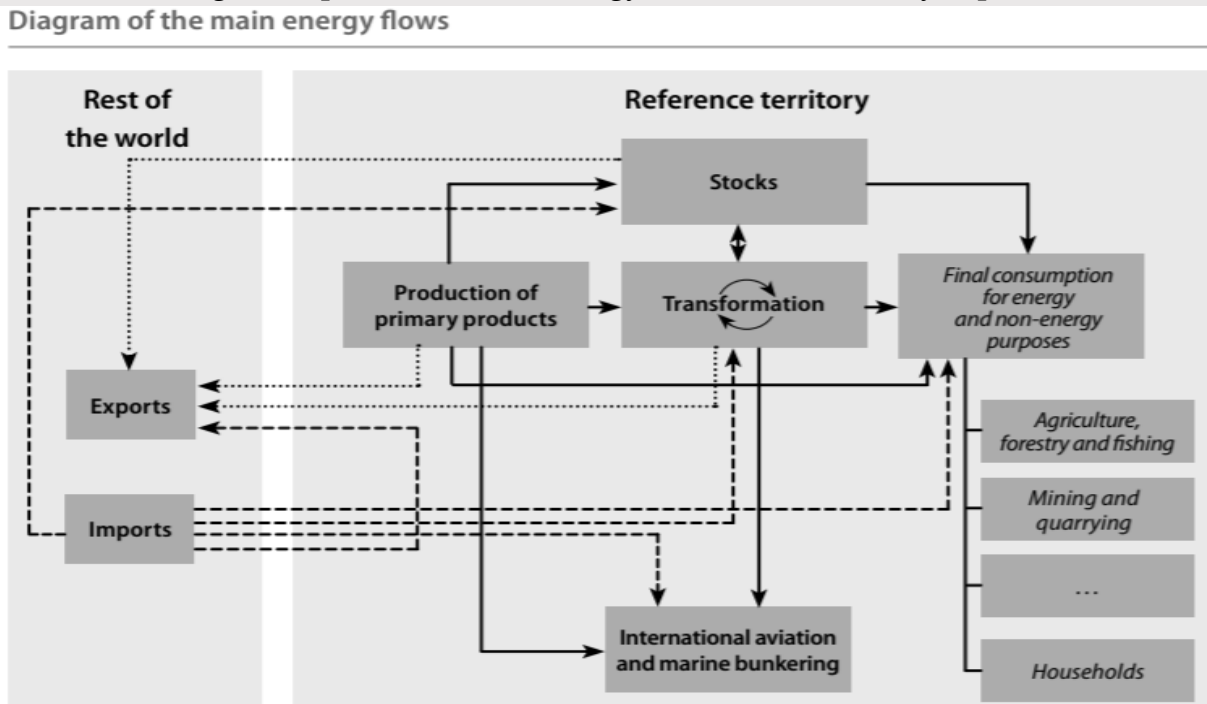 Diagram of the main energy flows
Rest of
the world
Reference territory
Stocks
Production of
primary products
Transformation
Final consumption
for energy
and non-energy
purposes
Exports
Agriculture,
forestry and fishing
Imports
Mining and
quarrying
...
International aviation
and marine bunkering
Households